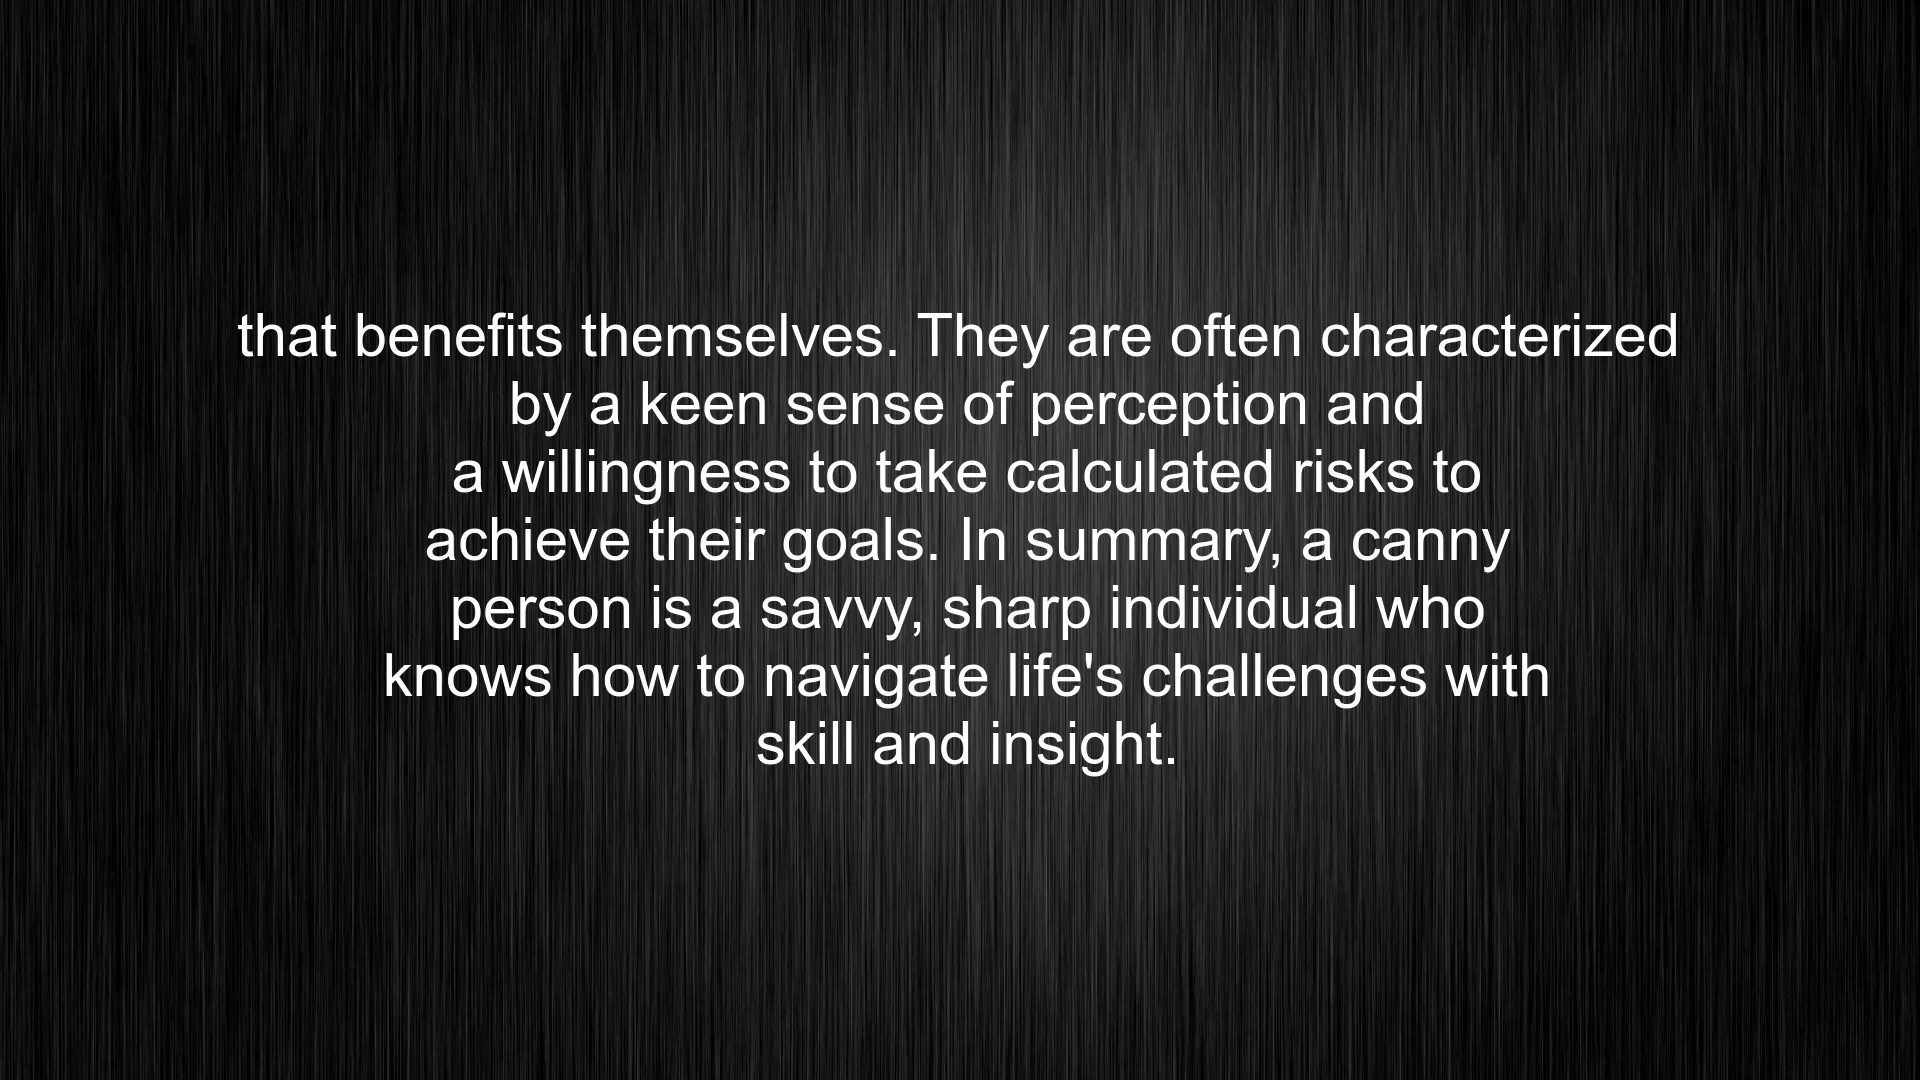 that benefits themselves. They are often characterized
by a keen sense of perception and
a willingness to take calculated risks to
achieve their goals. In summary, a canny
person is a savvy, sharp individual who
knows how to navigate life's challenges with
skill and insight.